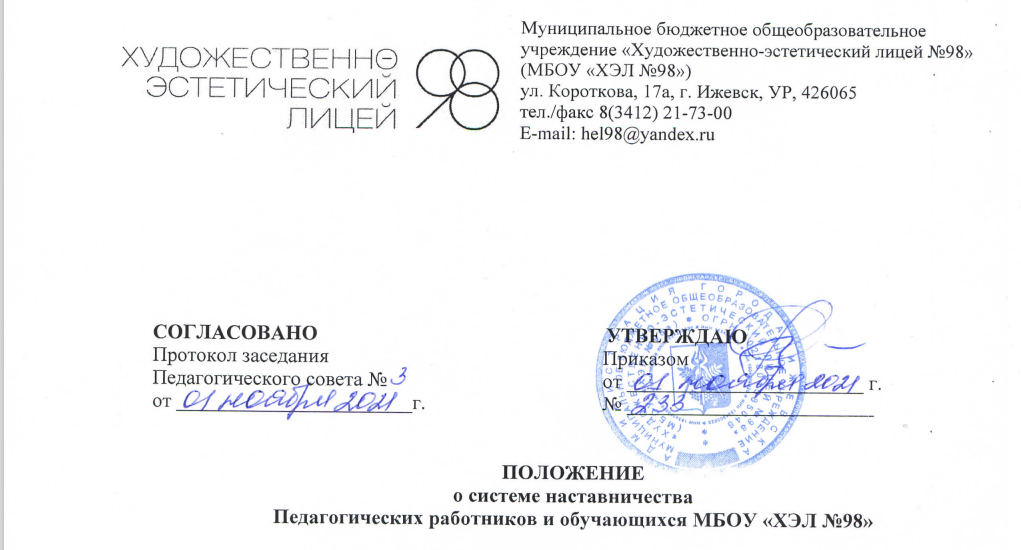 ХУДОЖЕСТВЕННО
ЭСТЕТИЧЕСКИЙ
ЛИЦЕЙ
98
Муниципальное бюджетное общеобразовательное
учреждение «Художественно-эстетический лицей №98»
(МБОУ «ХЭЛ №98»)
ул. Короткова, 17а, г. Ижевск, УР, 426065
тел./факс 8(3412) 21-73-00
E-mail: hel98@yandex.ru
СОГЛАСОВАНО
Протокол заседания
Педагогического совета № 3
от 01 ноября 2021 г.
УТВЕРЖДАЮ
Приказом
от 01 ноября 2021 г.
№ 233
ПОЛОЖЕНИЕ
о системе наставничества
Педагогических работников и обучающихся МБОУ «ХЭЛ №98»